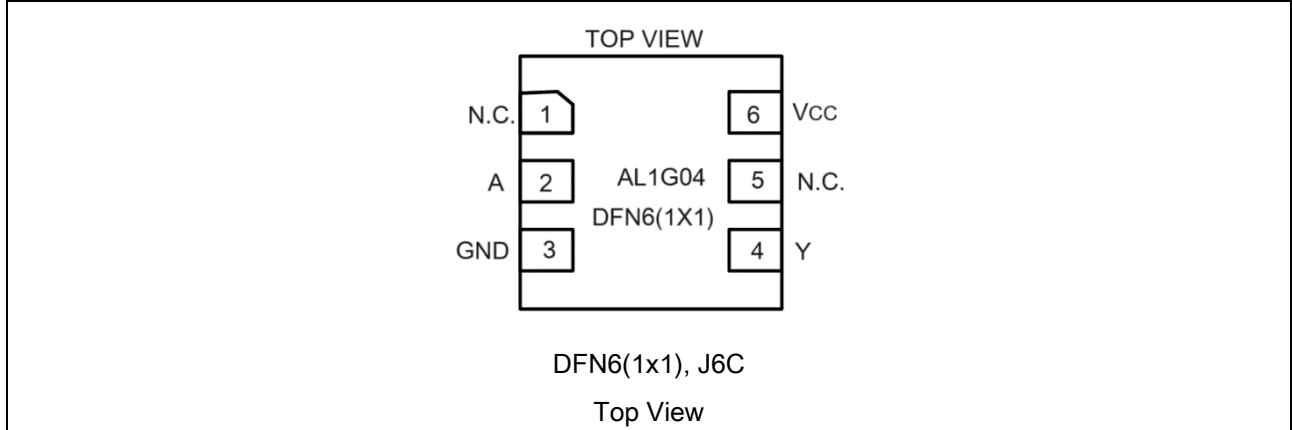 TOP VIEW
N.C. 1 6 VCC
A 2 AL1G04 5 N.C.
DFN6(1X1)
GND 3 4 Y
DFN6(1x1), J6C
Top View